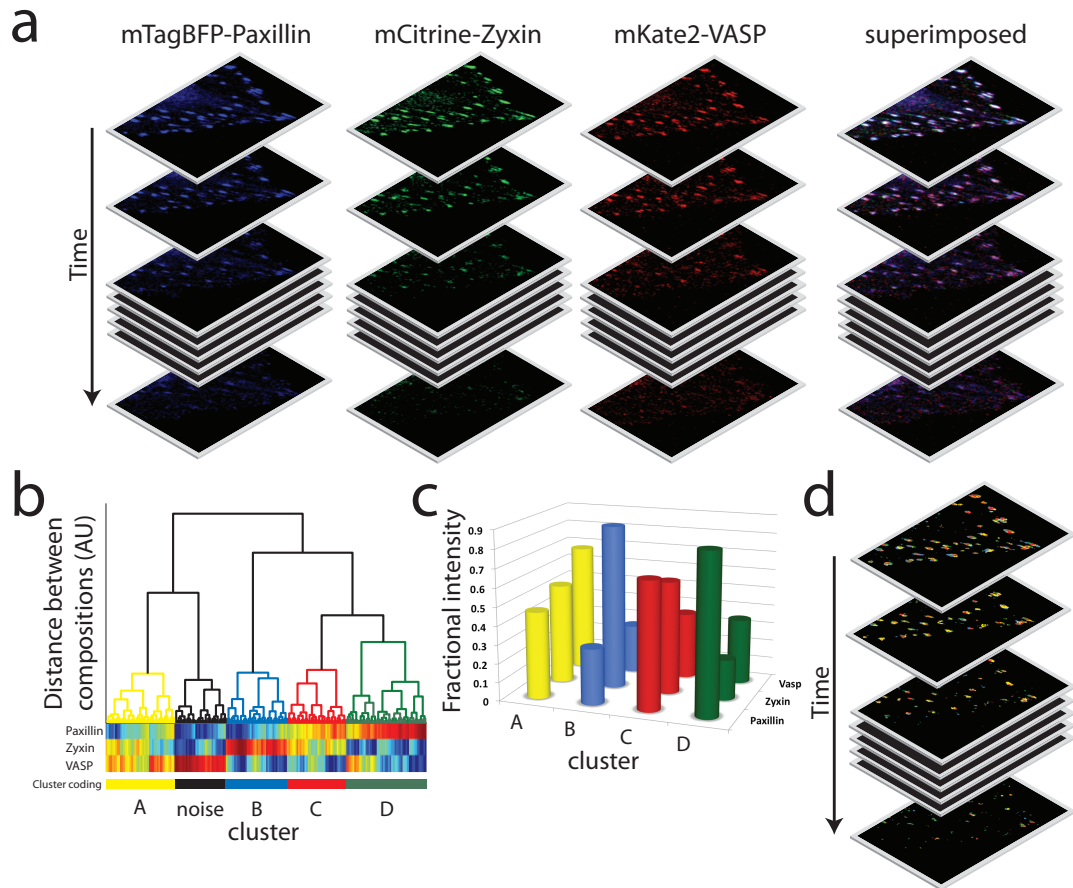 a
mTagBFP-Paxillin
mCitrine-Zyxin
mKate2-VASP
superimposed
Time
b
Distance between
compositions (AU)
Paxillin
Zyxin
VASP
Cluster coding
A
noise
B
C
D
cluster
c
Fractional intensity
0.9
0.8
0.7
0.6
0.5
0.4
0.3
0.2
0.1
0
A
B
C
D
cluster
Vasp
Zyxin
Paxillin
d
Time